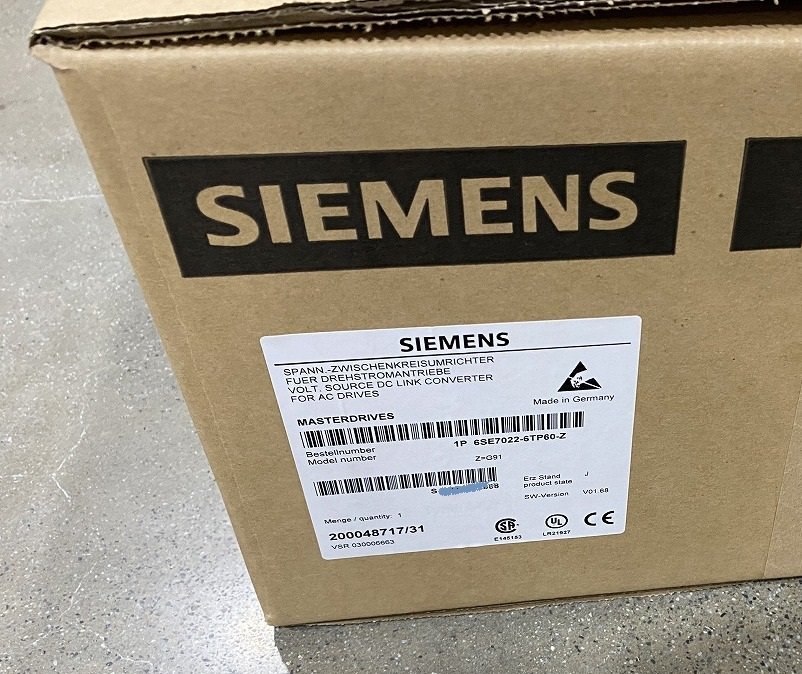 SIEMENS
SIEMENS
SPANN.-ZWISCHENKREISUMRICHTER
FUER DREHSTROMANTRIEBE
VOLT. SOURCE DC LINK CONVERTER
FOR AC DRIVES
Made in Germany
MASTERDRIVES
Bestellnumber 1P 6SE7022-6TP60-Z
Model number Z=G91
S
Erz Stand J
product state
SW-Version V01.68
Menge / quantity: 1
200048717/31
VSR 030006663
SA
E145153
UL
LR21927
CE